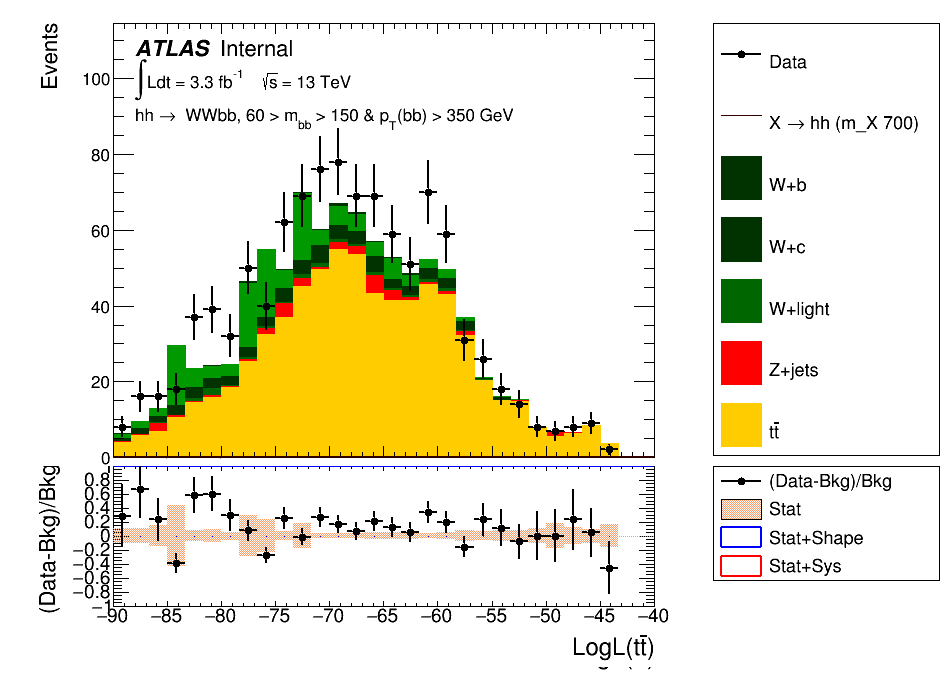 Events
ATLAS Internal
∫Ldt = 3.3 fb⁻¹ √s = 13 TeV
hh → WWbb, 60 > m_bb > 150 & p_T(bb) > 350 GeV
100
80
60
40
20
0
Data
X → hh (m_X 700)
W+b
W+c
W+light
Z+jets
tt̄
(Data-Bkg)/Bkg
0.8
0.6
0.4
0.2
0
−0.2
−0.4
−0.6
−0.8
−1
−90 −85 −80 −75 −70 −65 −60 −55 −50 −45 −40
LogL(tt̄)
(Data-Bkg)/Bkg
Stat
Stat+Shape
Stat+Sys